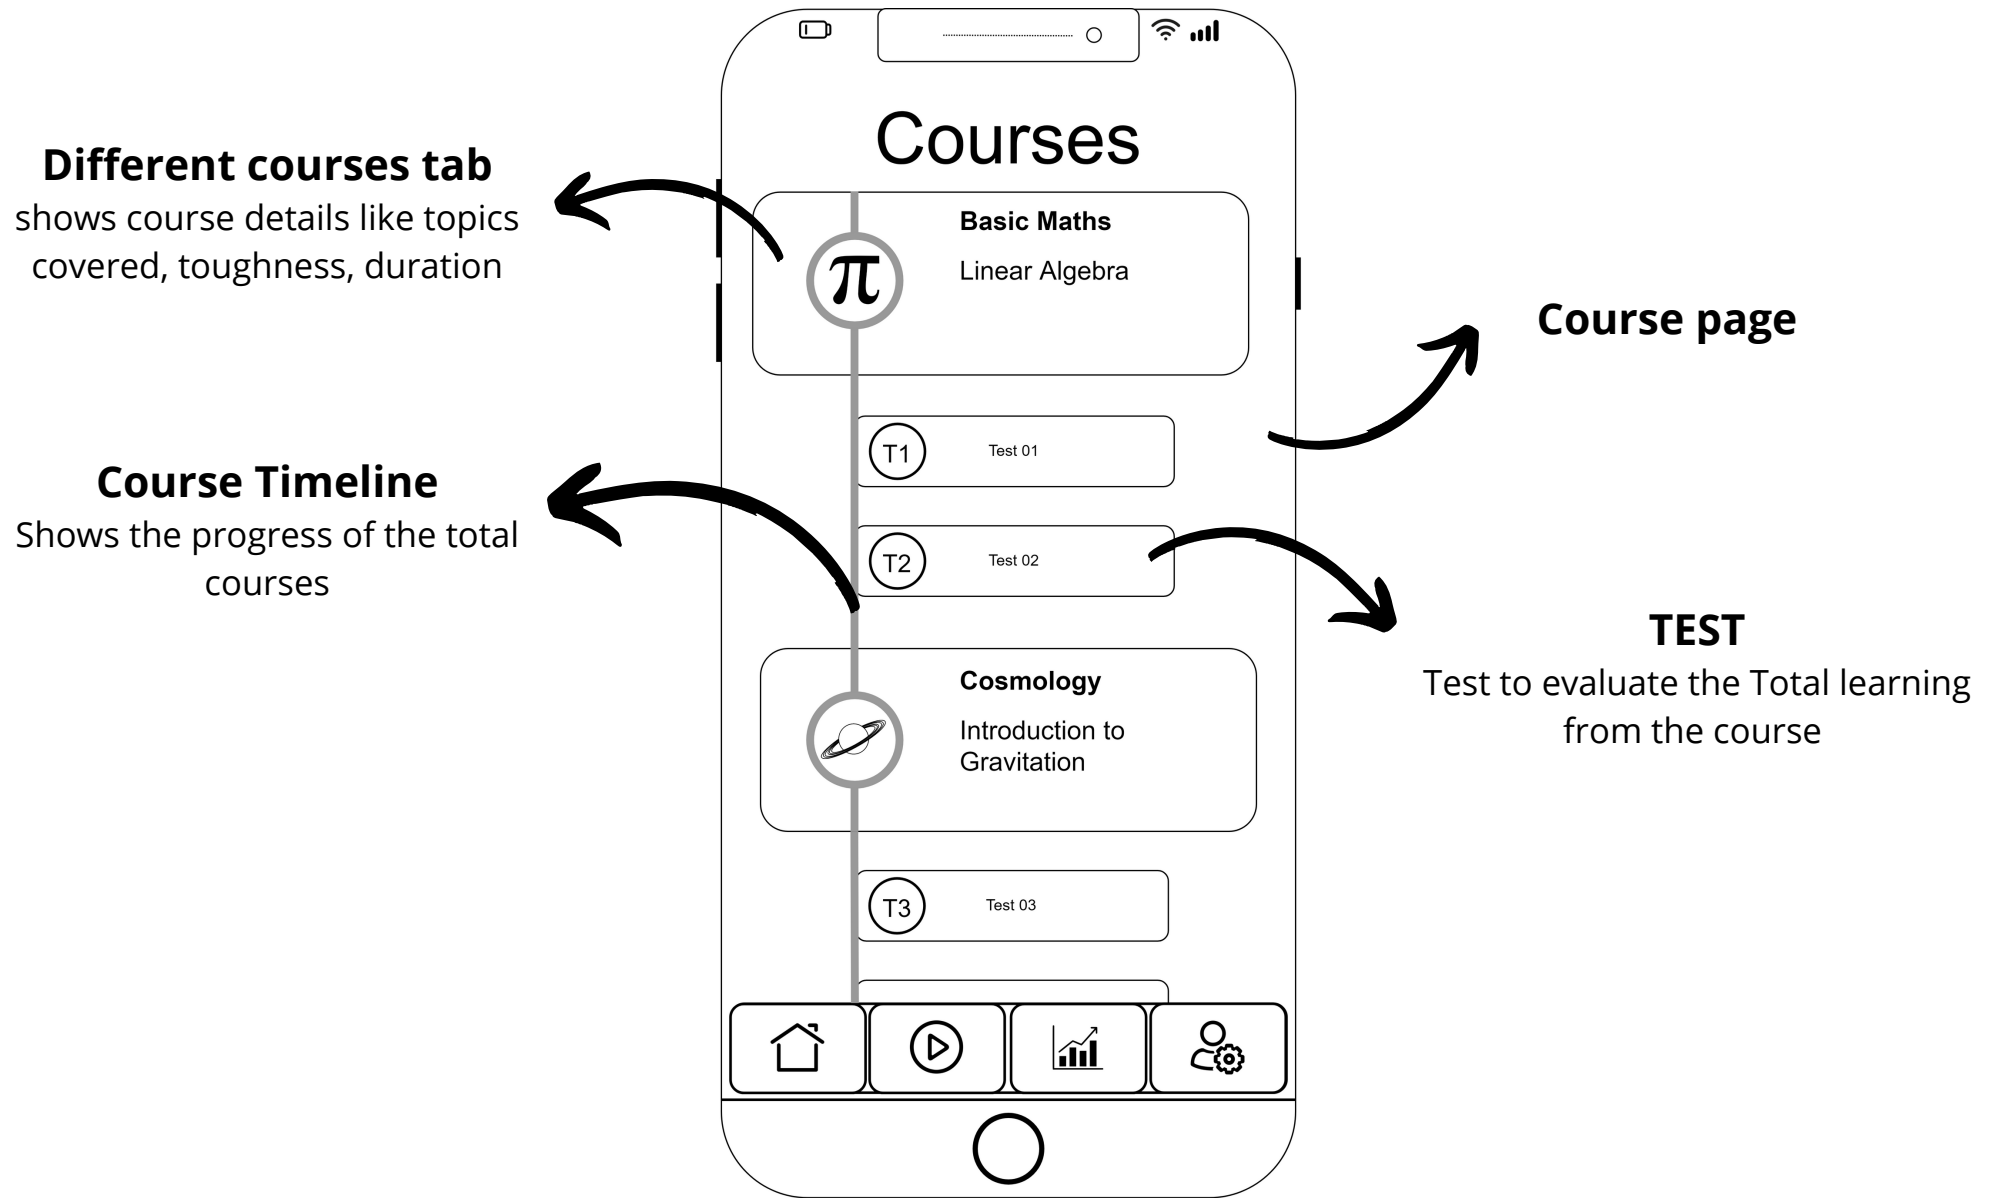 Courses
Different courses tab
shows course details like topics
covered, toughness, duration
π
Basic Maths
Linear Algebra
Course page
T1
Test 01
Course Timeline
Shows the progress of the total
courses
T2
Test 02
TEST
Test to evaluate the Total learning
from the course
Cosmology
Introduction to
Gravitation
T3
Test 03